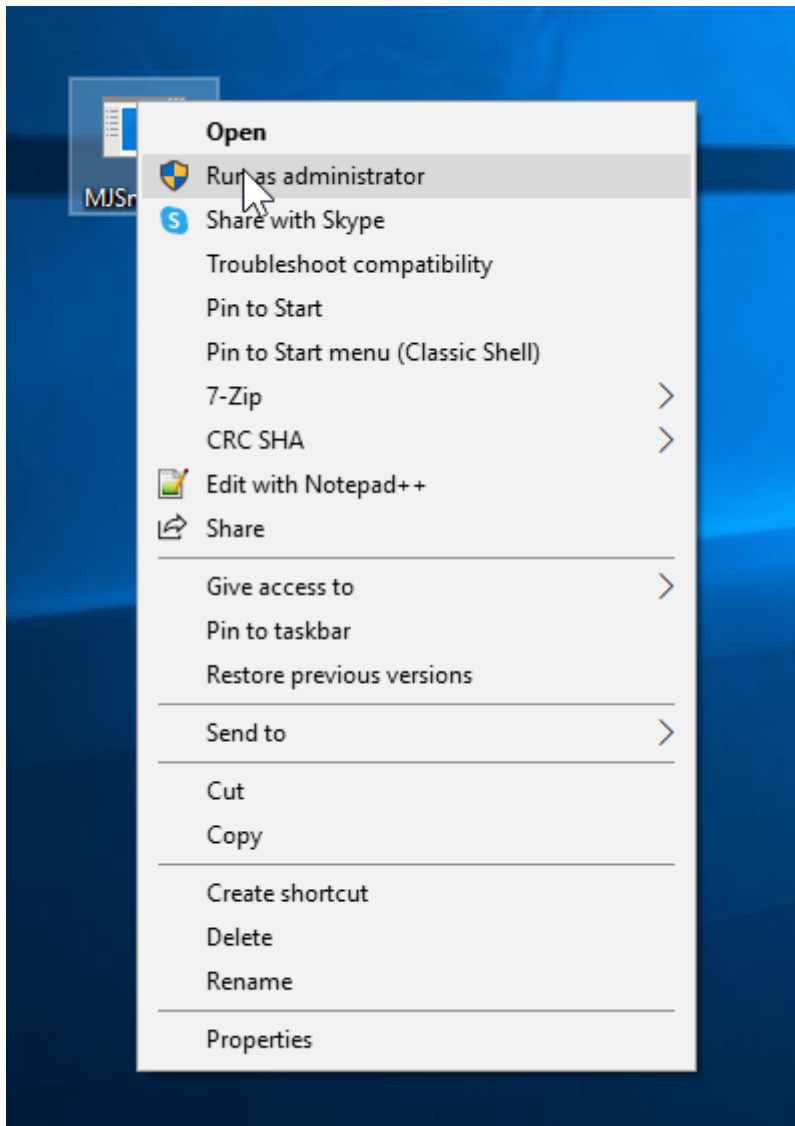 Open
Run as administrator
Share with Skype
Troubleshoot compatibility
Pin to Start
Pin to Start menu (Classic Shell)
7-Zip
CRC SHA
Edit with Notepad++
Share
Give access to
Pin to taskbar
Restore previous versions
Send to
Cut
Copy
Create shortcut
Delete
Rename
Properties